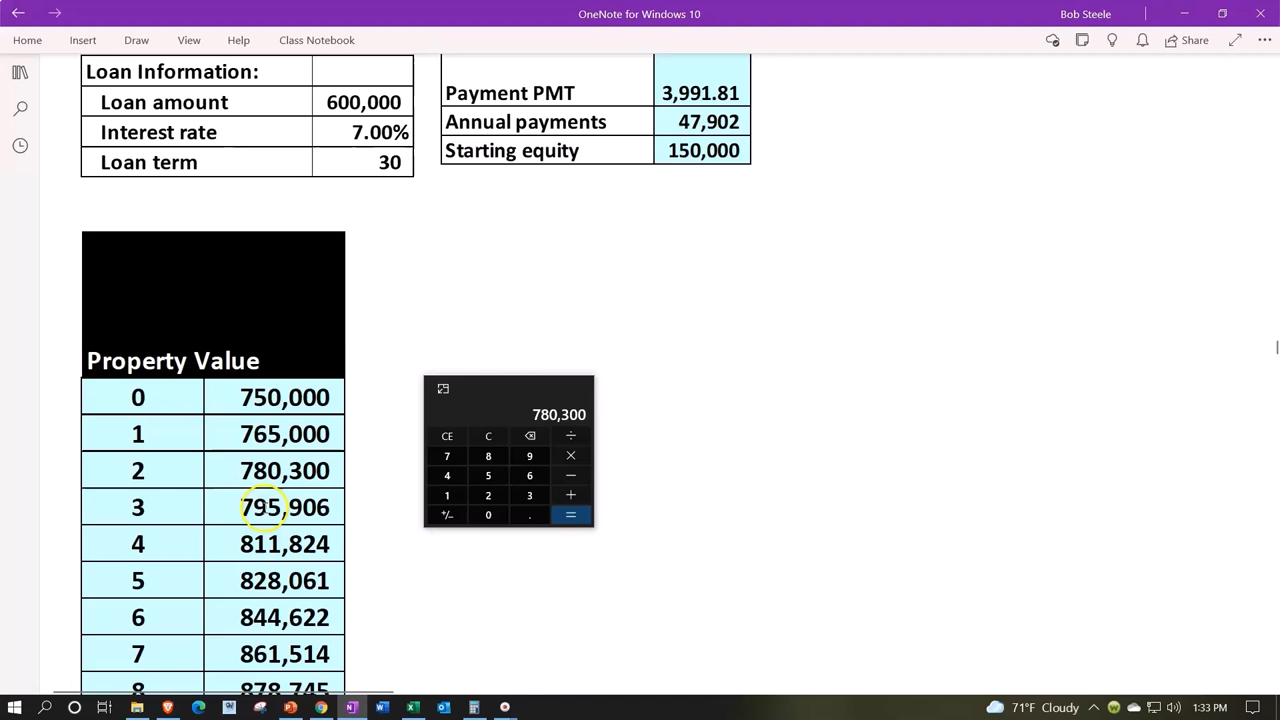 OneNote for Windows 10
Bob Steele
Home Insert Draw View Help Class Notebook
Share
Loan Information:
Loan amount 600,000
Interest rate 7.00%
Loan term 30
Payment PMT 3,991.81
Annual payments 47,902
Starting equity 150,000
Property Value
0 750,000
1 765,000
2 780,300
3 795,906
4 811,824
5 828,061
6 844,622
7 861,514
8 878,745
780,300
CE C ⌫ ÷
7 8 9 ×
4 5 6 −
1 2 3 +
+/− 0 . =
71°F Cloudy
1:33 PM